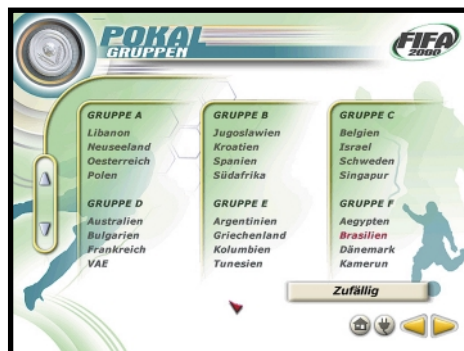 POKAL
GRUPPEN
FIFA
2000
GRUPPE A
Libanon
Neuseeland
Oesterreich
Polen
GRUPPE B
Jugoslawien
Kroatien
Spanien
Südafrika
GRUPPE C
Belgien
Israel
Schweden
Singapur
GRUPPE D
Australien
Bulgarien
Frankreich
VAE
GRUPPE E
Argentinien
Griechenland
Kolumbien
Tunesien
GRUPPE F
Aegypten
Brasilien
Dänemark
Kamerun
Zufällig